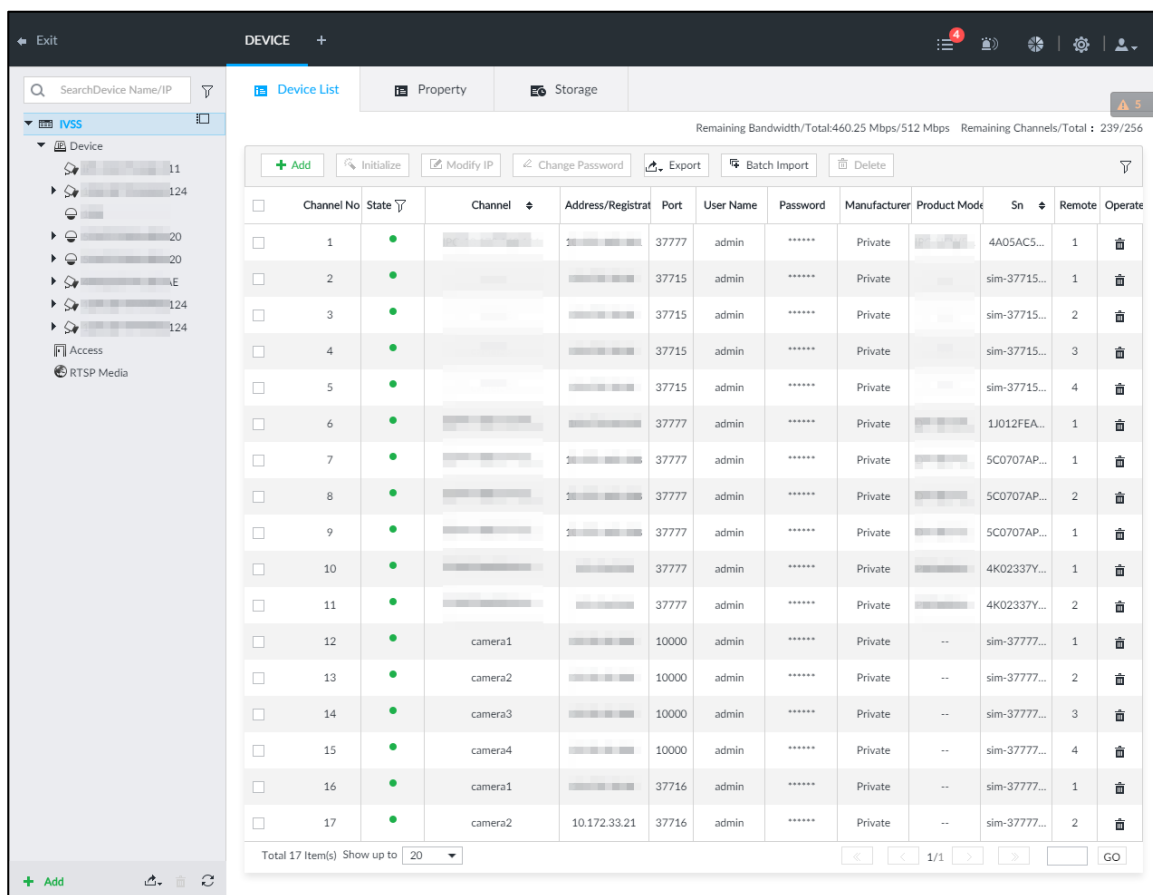 Exit DEVICE + 4
SearchDevice Name/IP
Device List Property Storage
5
IVSS
Remaining Bandwidth/Total:460.25 Mbps/512 Mbps Remaining Channels/Total : 239/256
Device
11
124
20
20
124
124
Access
RTSP Media
+ Add Initialize Modify IP Change Password Export Batch Import Delete
Channel No State Channel Address/Registrat Port User Name Password Manufacturer Product Mode Sn Remote Operate
1 37777 admin ****** Private 4A05AC5... 1
2 37715 admin ****** Private sim-37715... 1
3 37715 admin ****** Private sim-37715... 2
4 37715 admin ****** Private sim-37715... 3
5 37715 admin ****** Private sim-37715... 4
6 37777 admin ****** Private 1J012FEA... 1
7 37777 admin ****** Private 5C0707AP... 1
8 37777 admin ****** Private 5C0707AP... 2
9 37777 admin ****** Private 5C0707AP... 1
10 37777 admin ****** Private 4K02337Y... 1
11 37777 admin ****** Private 4K02337Y... 2
12 camera1 10000 admin ****** Private -- sim-37777... 1
13 camera2 10000 admin ****** Private -- sim-37777... 2
14 camera3 10000 admin ****** Private -- sim-37777... 3
15 camera4 10000 admin ****** Private -- sim-37777... 4
16 camera1 37716 admin ****** Private -- sim-37777... 1
17 camera2 10.172.33.21 37716 admin ****** Private -- sim-37777... 2
Total 17 Item(s) Show up to 20 1/1 GO
+ Add